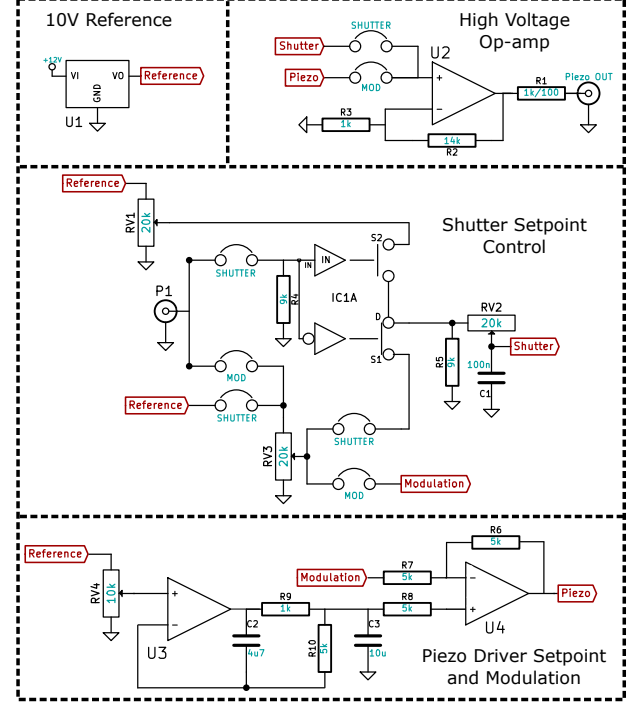 10V Reference
+12V
VI
VO
GND
Reference
U1
High Voltage
Op-amp
SHUTTER
Shutter
Piezo
MOD
U2
+
−
R1
1k/100
Piezo OUT
R3
1k
14k
R2
Reference
RV1
20k
Shutter Setpoint
Control
S2
SHUTTER
IN
IN
IC1A
R4
9k
P1
D
S1
RV2
20k
Shutter
R5
9k
100n
C1
MOD
Reference
SHUTTER
RV3
20k
SHUTTER
MOD
Modulation
Reference
RV4
10k
+
−
U3
R9
1k
C2
4u7
R10
5k
C3
10u
Modulation
R7
5k
R8
5k
R6
5k
−
+
U4
Piezo
Piezo Driver Setpoint
and Modulation